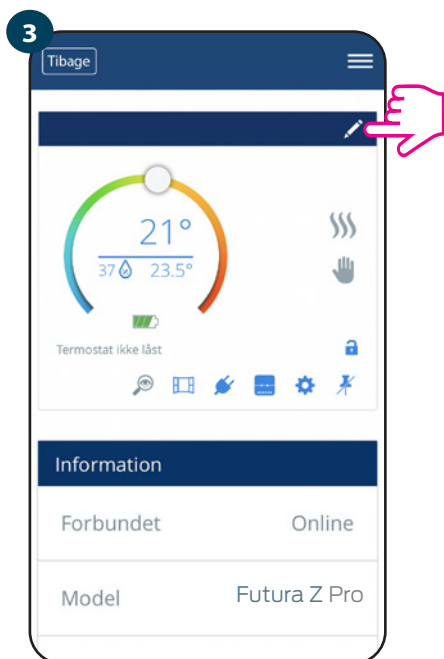 3
Tibage
21°
37 23.5°
Termostat ikke låst
Information
Forbundet Online
Model Futura Z Pro